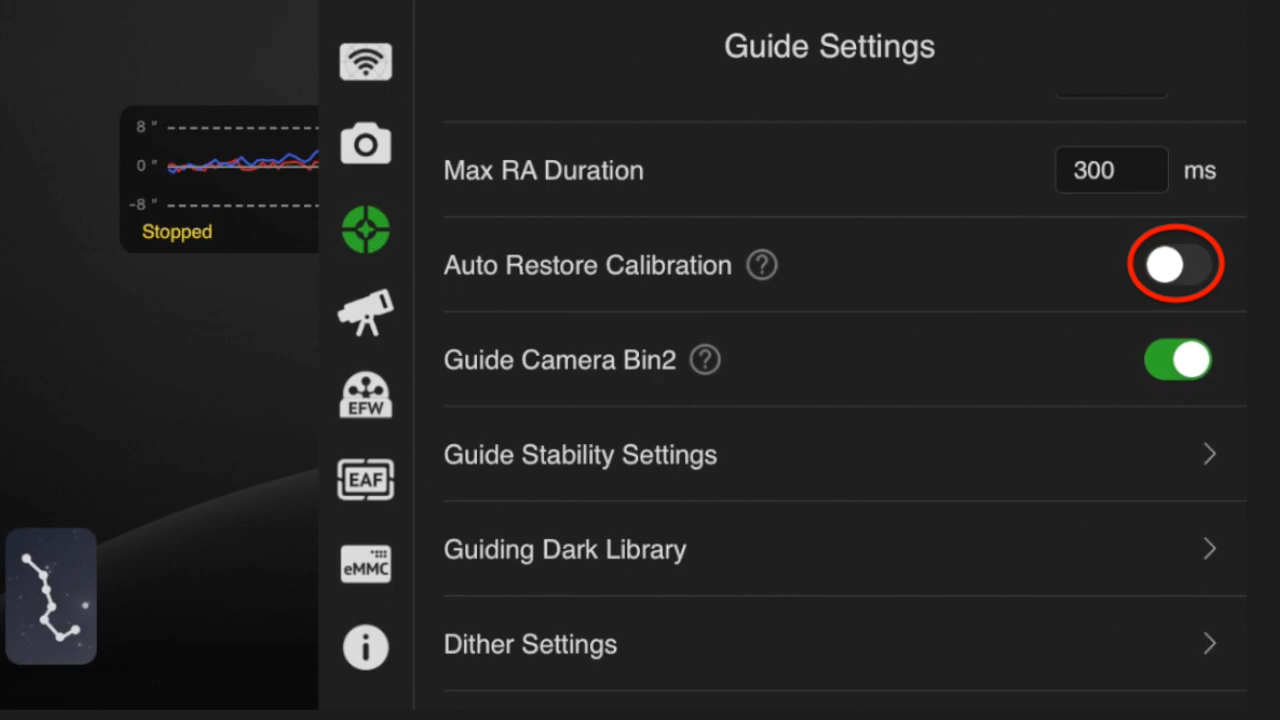 Guide Settings
8 "
0 "
-8 "
Stopped
Max RA Duration 300 ms
Auto Restore Calibration ?
Guide Camera Bin2 ?
EFW
Guide Stability Settings
EAF
Guiding Dark Library
eMMC
Dither Settings
i